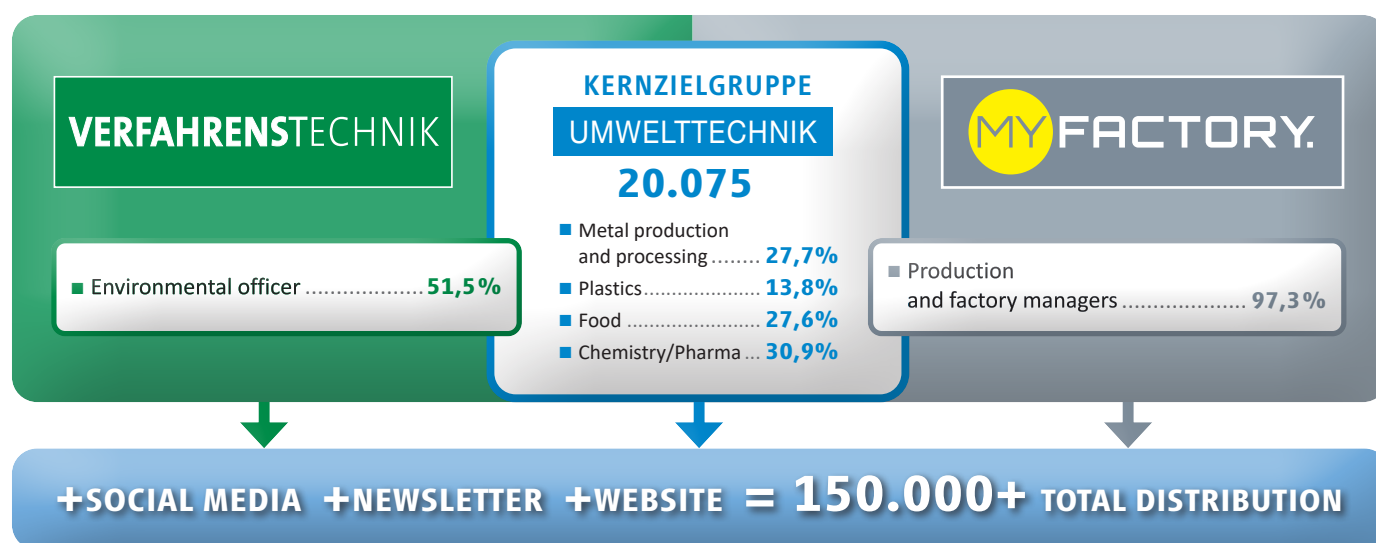 VERFAHRENSTECHNIK
■ Environmental officer .................. 51,5%
KERNZIELGRUPPE
UMWELTTECHNIK
20.075
■ Metal production
and processing ........ 27,7%
■ Plastics ................... 13,8%
■ Food ...................... 27,6%
■ Chemistry/Pharma ... 30,9%
MY FACTORY.
■ Production
and factory managers ................... 97,3%
+SOCIAL MEDIA +NEWSLETTER +WEBSITE = 150.000+ TOTAL DISTRIBUTION